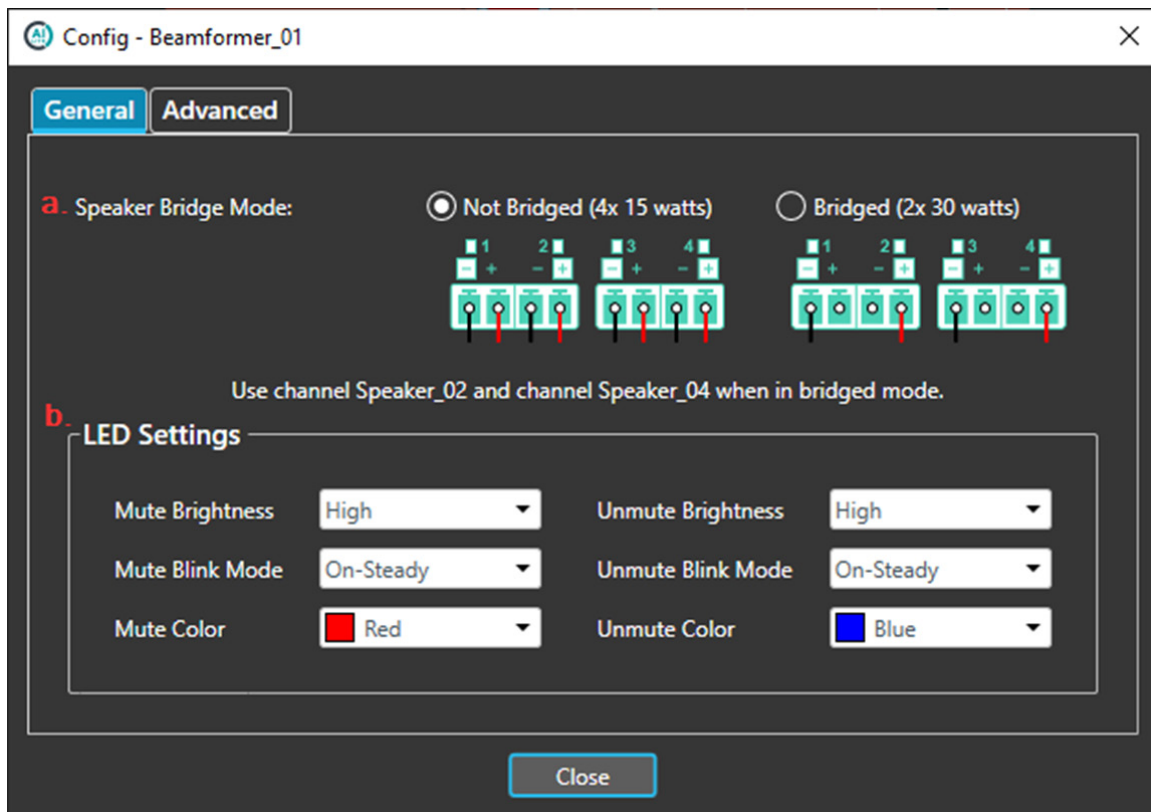 AI Config - Beamformer_01
General Advanced
a. Speaker Bridge Mode: Not Bridged (4x 15 watts) Bridged (2x 30 watts)
1 2 3 4 1 2 3 4
- + - + - + - + - + - + - + - +
Use channel Speaker_02 and channel Speaker_04 when in bridged mode.
b. LED Settings
Mute Brightness High Unmute Brightness High
Mute Blink Mode On-Steady Unmute Blink Mode On-Steady
Mute Color Red Unmute Color Blue
Close